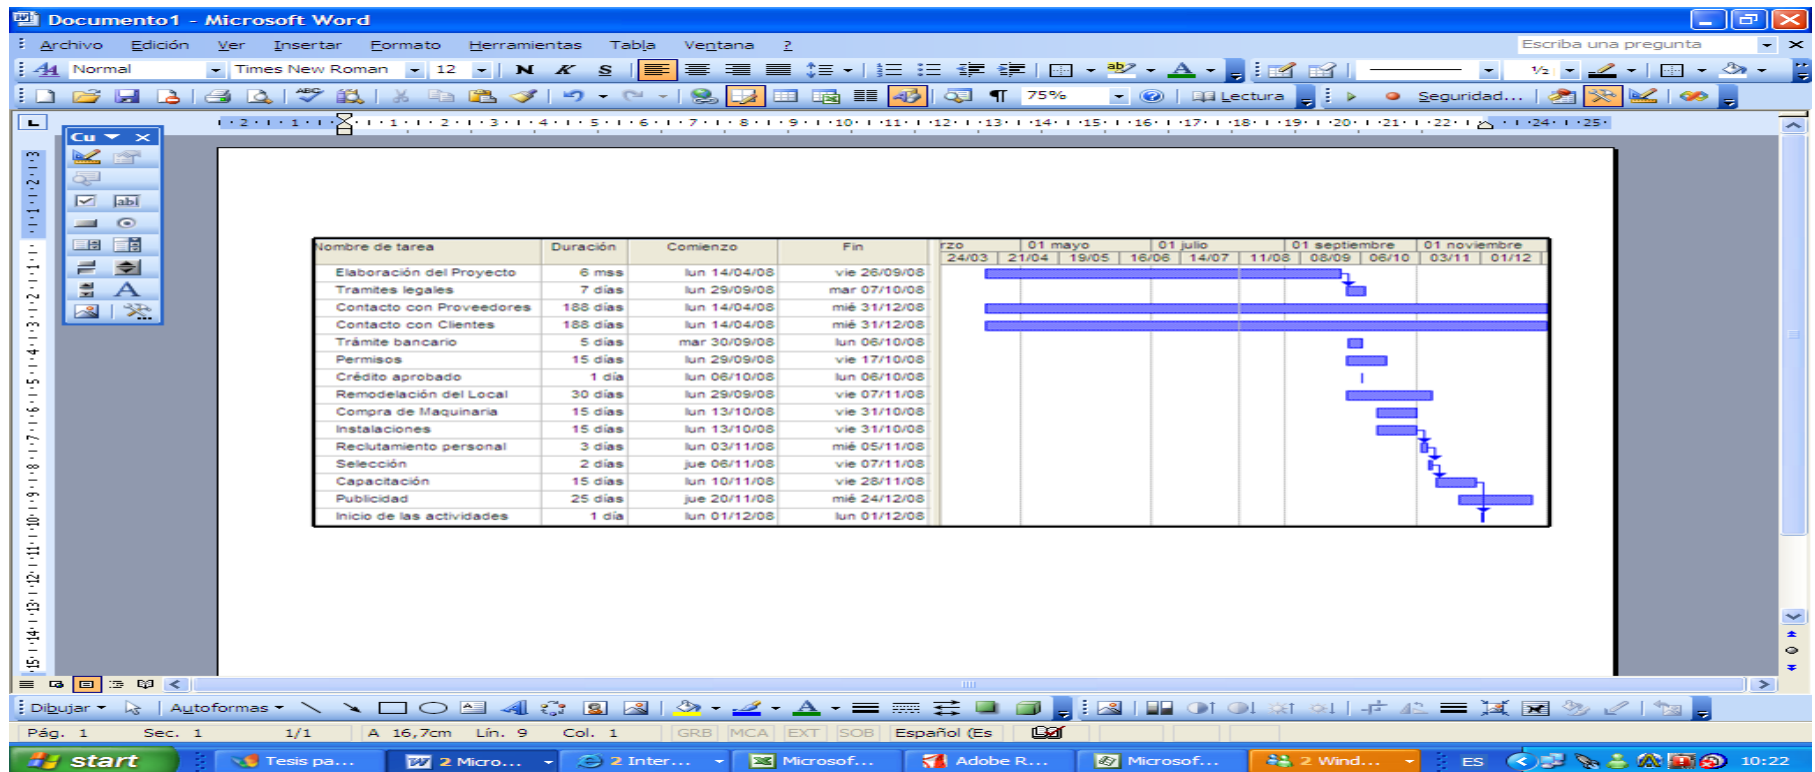 Documento1 - Microsoft Word
Archivo Edición Ver Insertar Formato Herramientas Tabla Ventana ? Escriba una pregunta
Normal Times New Roman 12 N K S
75% Lectura Seguridad...
Cu
Nombre de tarea Duración Comienzo Fin rzo 01 mayo 01 julio 01 septiembre 01 noviembre
24/03 21/04 19/05 16/06 14/07 11/08 08/09 06/10 03/11 01/12
Elaboración del Proyecto 6 mss lun 14/04/08 vie 26/09/08
Tramites legales 7 días lun 29/09/08 mar 07/10/08
Contacto con Proveedores 188 días lun 14/04/08 mié 31/12/08
Contacto con Clientes 188 días lun 14/04/08 mié 31/12/08
Trámite bancario 5 días mar 30/09/08 lun 06/10/08
Permisos 15 días lun 29/09/08 vie 17/10/08
Crédito aprobado 1 día lun 06/10/08 lun 06/10/08
Remodelación del Local 30 días lun 29/09/08 vie 07/11/08
Compra de Maquinaria 15 días lun 13/10/08 vie 31/10/08
Instalaciones 15 días lun 13/10/08 vie 31/10/08
Reclutamiento personal 3 días lun 03/11/08 mié 05/11/08
Selección 2 días jue 06/11/08 vie 07/11/08
Capacitación 15 días lun 10/11/08 vie 28/11/08
Publicidad 25 días jue 20/11/08 mié 24/12/08
Inicio de las actividades 1 día lun 01/12/08 lun 01/12/08
Dibujar Autoformas
Pág. 1 Sec. 1 1/1 A 16,7cm Lín. 9 Col. 1 GRB MCA EXT SOB Español (Es
start Tesis pa... 2 Micro... 2 Inter... Microsof... Adobe R... Microsof... 2 Wind... ES 10:22